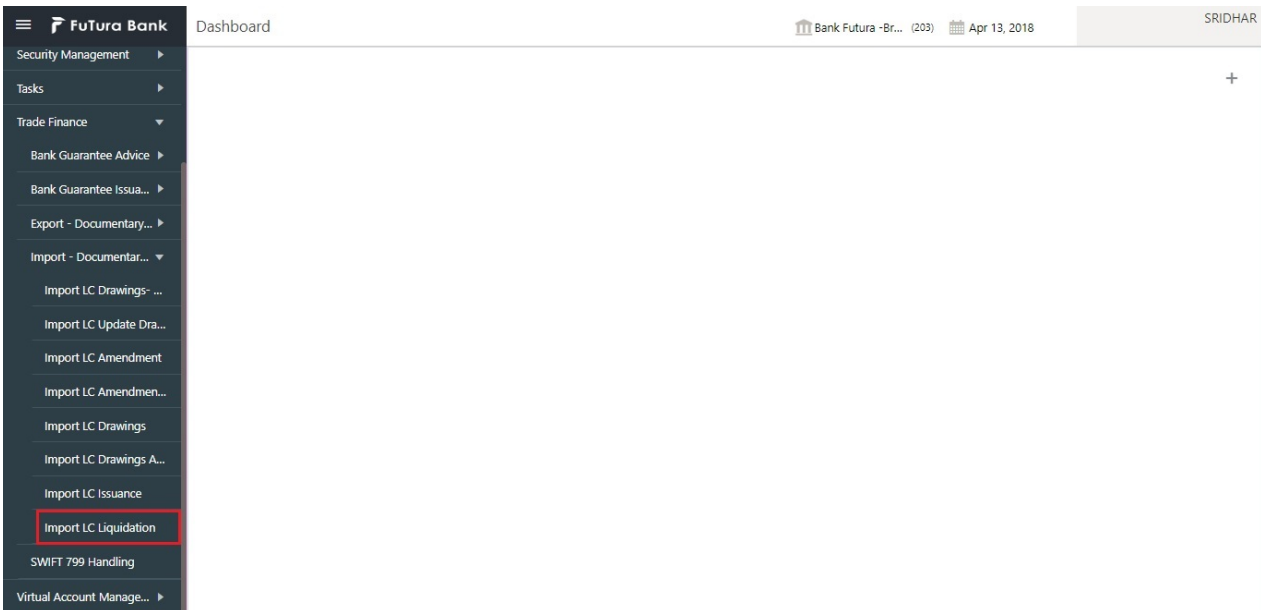 FuTura Bank
Dashboard
Bank Futura -Br... (203)
Apr 13, 2018
SRIDHAR
Security Management
Tasks
Trade Finance
Bank Guarantee Advice
Bank Guarantee Issua...
Export - Documentary...
Import - Documentar...
Import LC Drawings- ...
Import LC Update Dra...
Import LC Amendment
Import LC Amendmen...
Import LC Drawings
Import LC Drawings A...
Import LC Issuance
Import LC Liquidation
SWIFT 799 Handling
Virtual Account Manage...